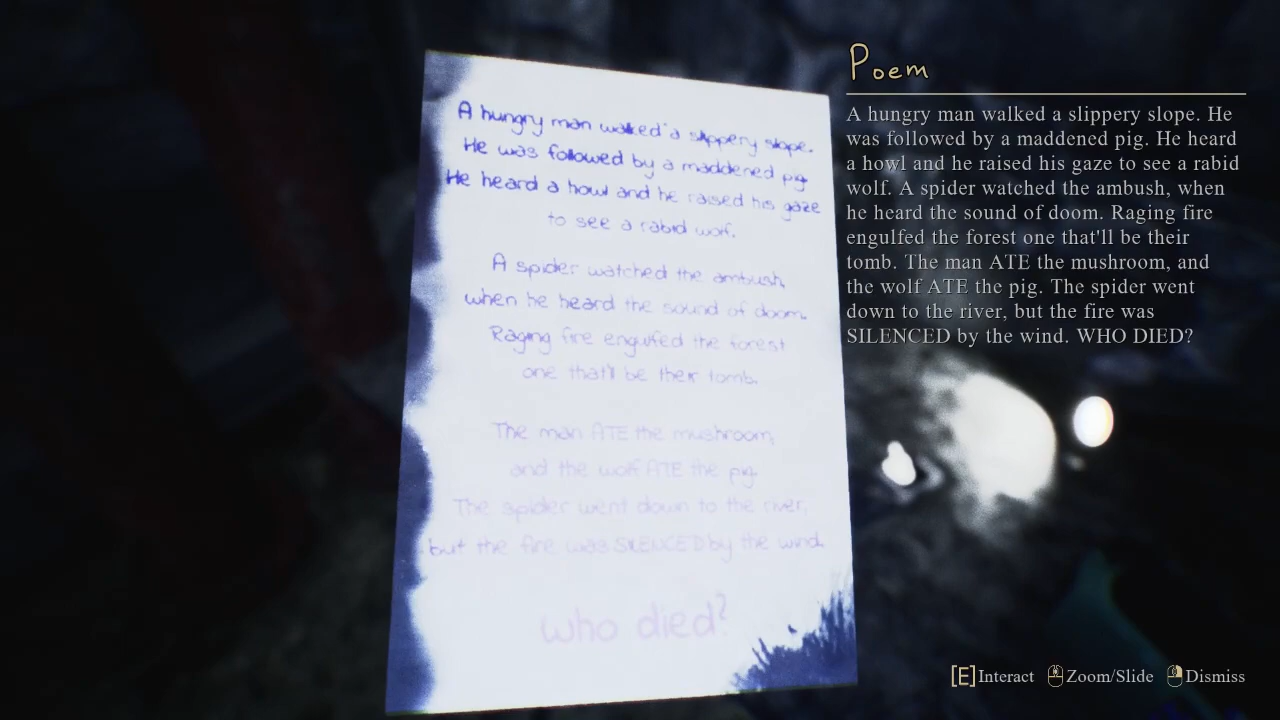 A hungry man walked a slippery slope.
He was followed by a maddened pig.
He heard a howl and he raised his gaze
to see a rabid wolf.
A spider watched the ambush,
when he heard the sound of doom.
Raging fire engulfed the forest
one that'll be their tomb.
The man ATE the mushroom,
and the wolf ATE the pig.
The spider went down to the river,
but the fire was SILENCED by the wind.
who died?
Poem
A hungry man walked a slippery slope. He
was followed by a maddened pig. He heard
a howl and he raised his gaze to see a rabid
wolf. A spider watched the ambush, when
he heard the sound of doom. Raging fire
engulfed the forest one that'll be their
tomb. The man ATE the mushroom, and
the wolf ATE the pig. The spider went
down to the river, but the fire was
SILENCED by the wind. WHO DIED?
[E]Interact Zoom/Slide Dismiss